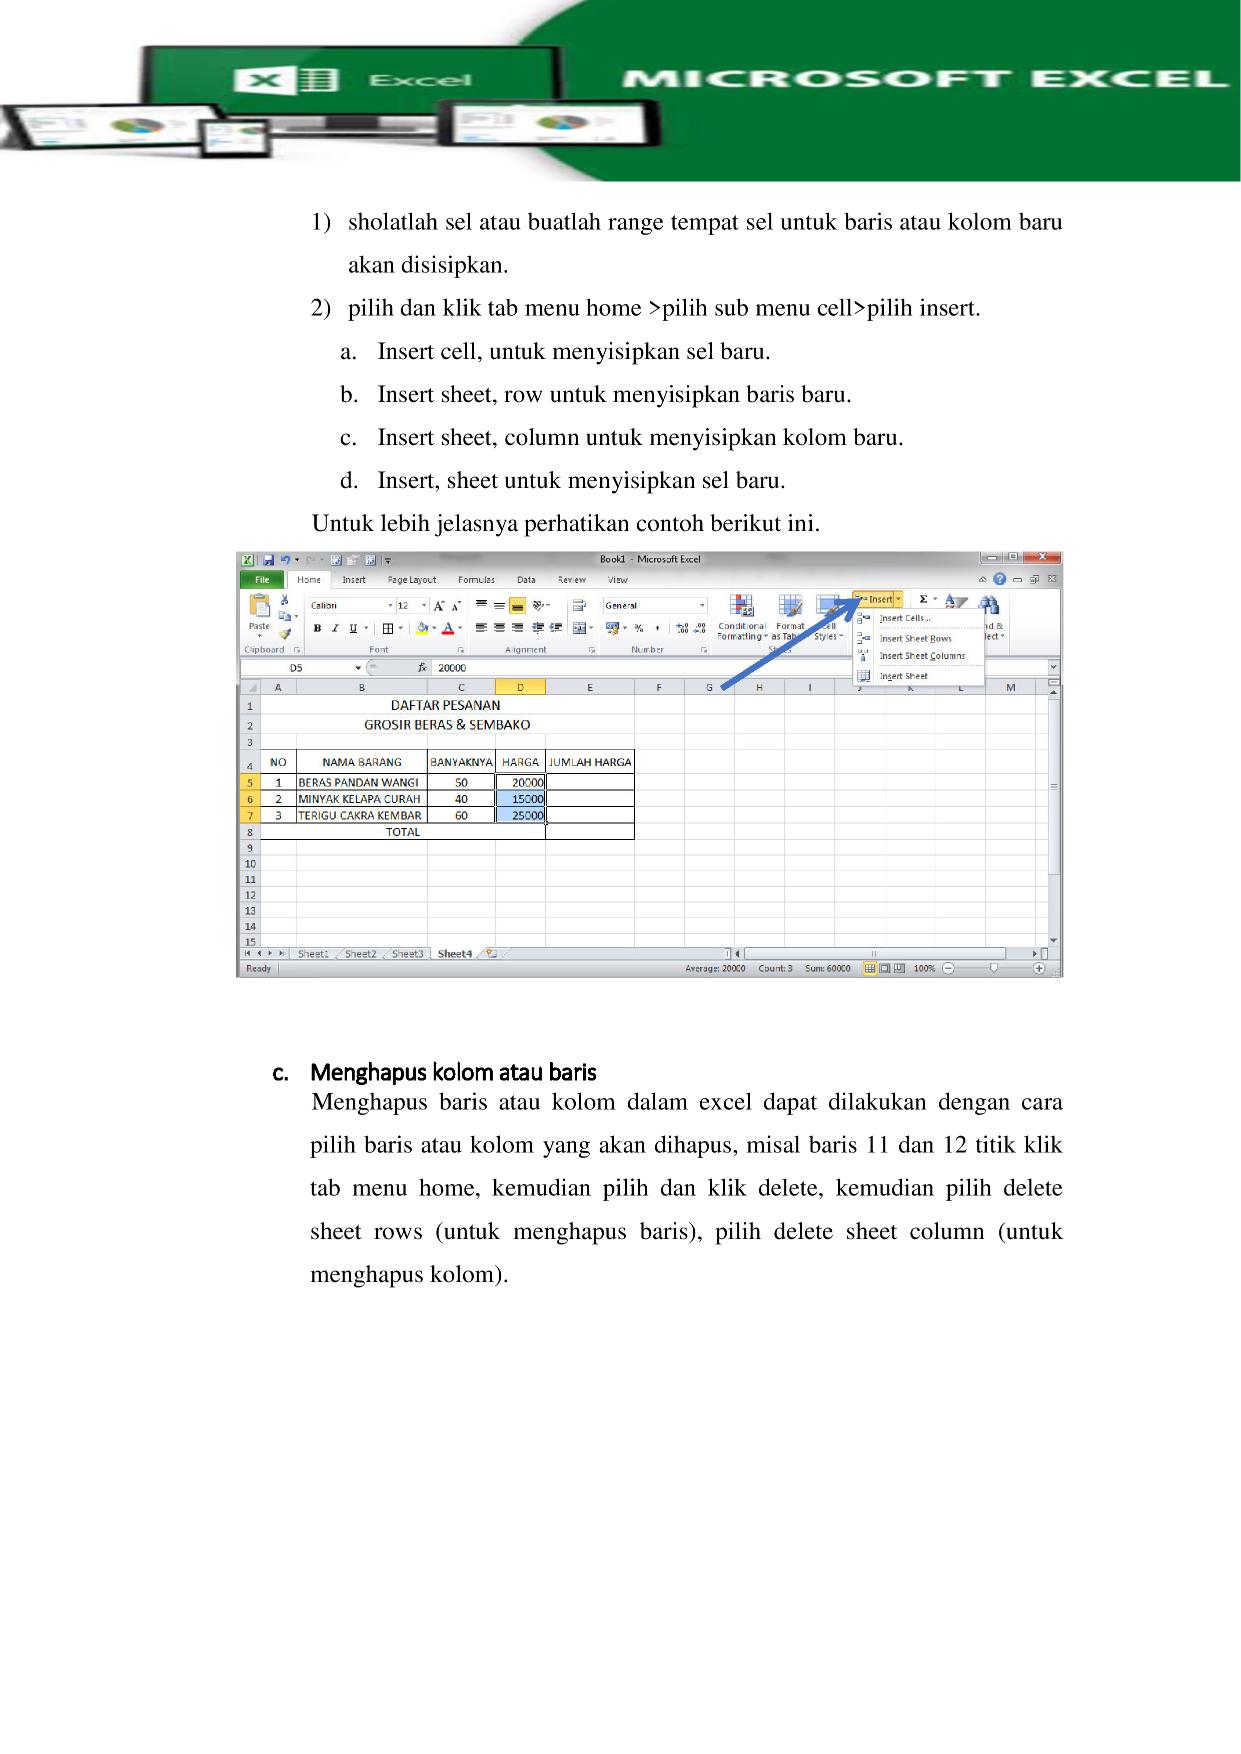 Excel
MICROSOFT EXCEL
1) sholatlah sel atau buatlah range tempat sel untuk baris atau kolom baru
akan disisipkan.
2) pilih dan klik tab menu home >pilih sub menu cell>pilih insert.
a. Insert cell, untuk menyisipkan sel baru.
b. Insert sheet, row untuk menyisipkan baris baru.
c. Insert sheet, column untuk menyisipkan kolom baru.
d. Insert, sheet untuk menyisipkan sel baru.
Untuk lebih jelasnya perhatikan contoh berikut ini.
Book1 - Microsoft Excel
File Home Insert Page Layout Formulas Data Review View
Calibri 12 General Insert Σ
Paste B I U A % , Conditional Format Cell
Formatting as Table Styles
Clipboard Font Alignment Number
Insert Cells...
Insert Sheet Rows
Insert Sheet Columns
Insert Sheet
D5 fx 20000
A B C D E F G H I J K L M
1 DAFTAR PESANAN
2 GROSIR BERAS & SEMBAKO
3
4 NO NAMA BARANG BANYAKNYA HARGA JUMLAH HARGA
5 1 BERAS PANDAN WANGI 50 20000
6 2 MINYAK KELAPA CURAH 40 15000
7 3 TERIGU CAKRA KEMBAR 60 25000
8 TOTAL
9
10
11
12
13
14
15
Sheet1 Sheet2 Sheet3 Sheet4
Ready Average: 20000 Count: 3 Sum: 60000 100%
c. Menghapus kolom atau baris
Menghapus baris atau kolom dalam excel dapat dilakukan dengan cara
pilih baris atau kolom yang akan dihapus, misal baris 11 dan 12 titik klik
tab menu home, kemudian pilih dan klik delete, kemudian pilih delete
sheet rows (untuk menghapus baris), pilih delete sheet column (untuk
menghapus kolom).